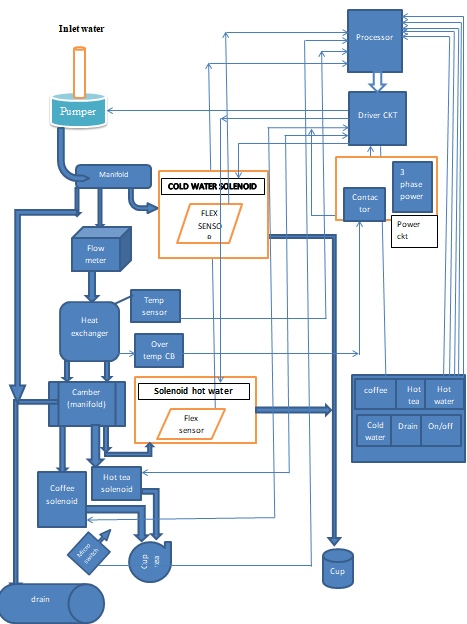 Inlet water
Processor
Pumper
Driver CKT
Manifold
COLD WATER SOLENOID
3
phase
power
FLEX
SENSO
R
Contac
tor
Power
ckt
Flow
meter
Temp
sensor
Heat
exchanger
Over
temp CB
Camber
(manifold)
Solenoid hot water
Flex
sensor
coffee
Hot
tea
Hot
water
Cold
water
Drain
On/off
Coffee
solenoid
Hot tea
solenoid
Micro
switch
Cup
tea
Cup
drain